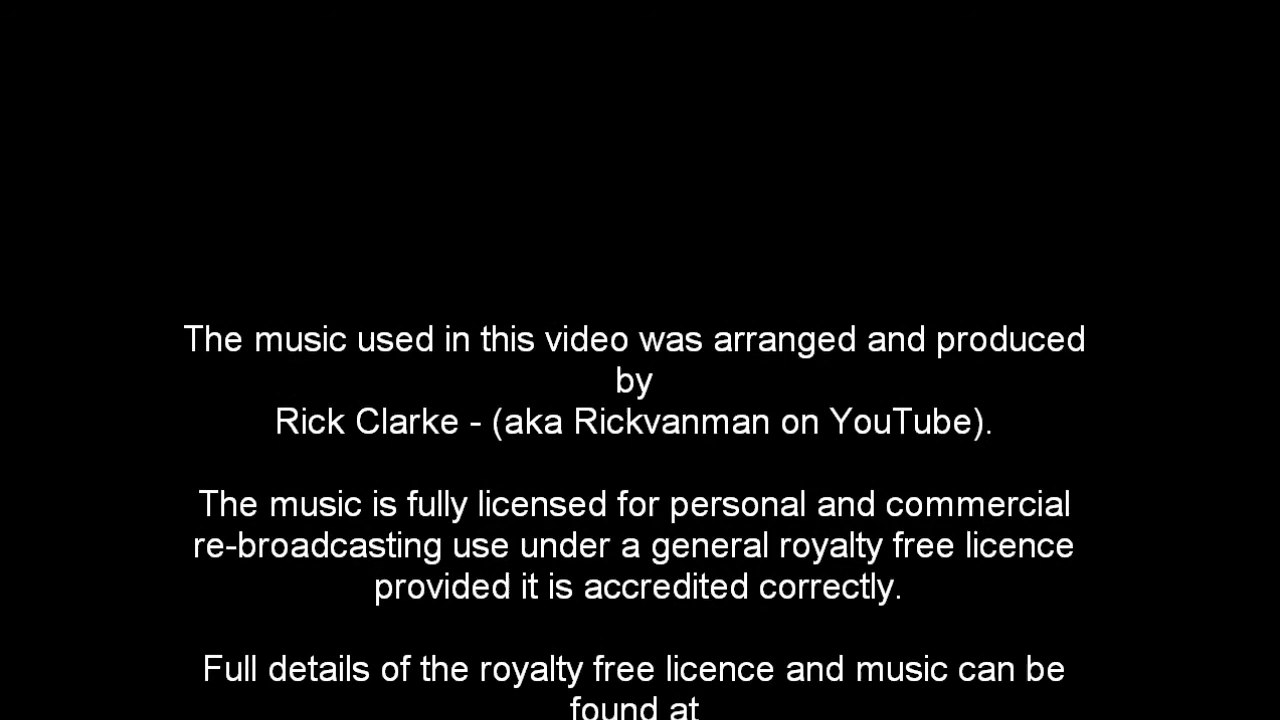 The music used in this video was arranged and produced
by
Rick Clarke - (aka Rickvanman on YouTube).
The music is fully licensed for personal and commercial
re-broadcasting use under a general royalty free licence
provided it is accredited correctly.
Full details of the royalty free licence and music can be
found at